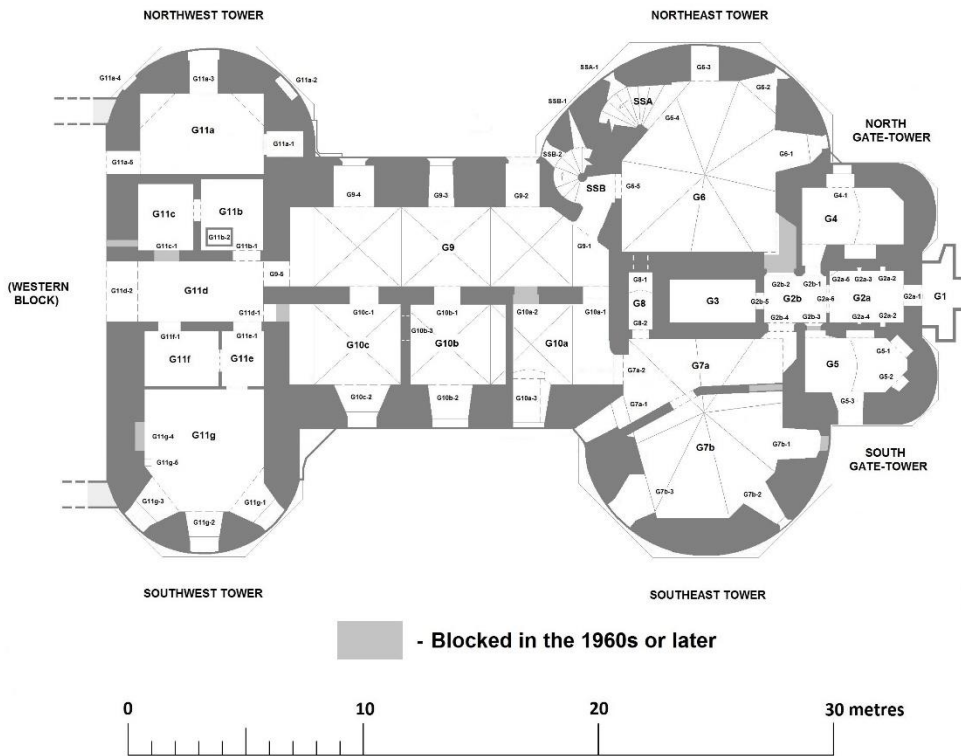 NORTHWEST TOWER
NORTHEAST TOWER
G11a-4
G11a-3
G11a-2
G11a
G11a-1
G11a-5
SSA-1
SSA
SSB-1
SSB-2
SSB
G6-3
G6-2
G6-4
G6-1
G6-5
G6
NORTH
GATE-TOWER
G4-1
G4
G11c
G11b
G11b-2
G11c-1
G11b-1
G9-4
G9-3
G9-2
G9
G9-1
G9-5
(WESTERN
BLOCK)
G11d-2
G11d
G11d-1
G8-1
G8
G8-2
G3
G2b-2
G2b-1
G2b-5
G2b
G2b-4
G2b-3
G2a-6
G2a-5
G2a-3
G2a-2
G2a
G2a-4
G2a-2
G2a-1
G1
G11f-1
G11e-1
G11f
G11e
G10c-1
G10c
G10c-2
G10b-1
G10b-3
G10b
G10b-2
G10a-2
G10a-1
G10a
G10a-3
G7a-2
G7a
G7a-1
G5
G5-1
G5-2
G5-3
G11g
G11g-4
G11g-5
G11g-3
G11g-2
G11g-1
G7b
G7b-1
G7b-2
G7b-3
SOUTH
GATE-TOWER
SOUTHWEST TOWER
SOUTHEAST TOWER
- Blocked in the 1960s or later
0
10
20
30 metres